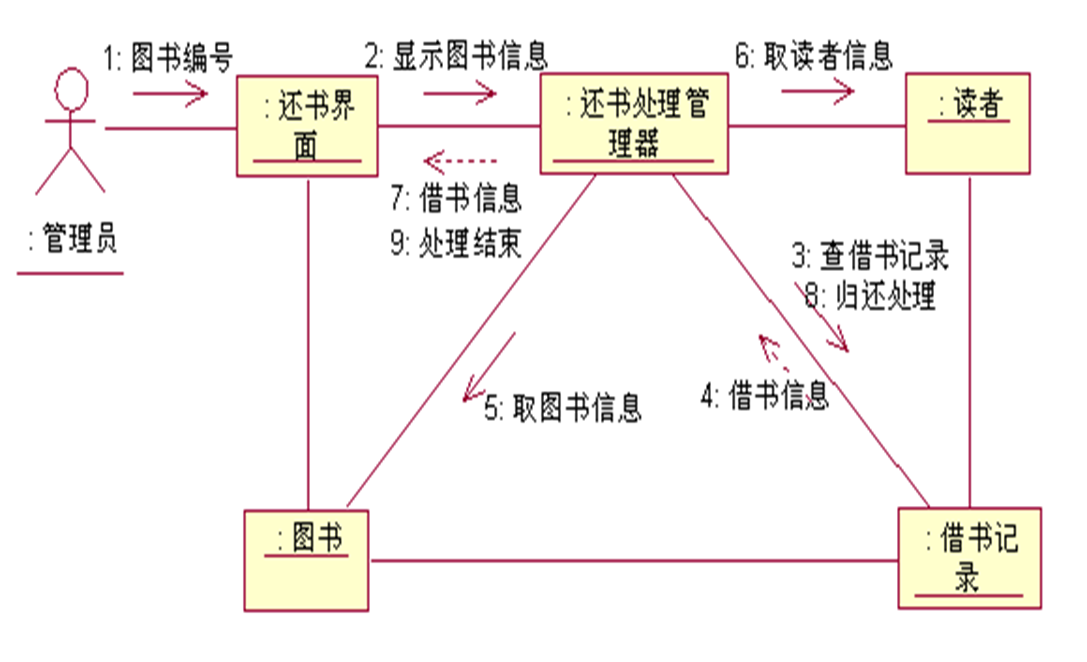 1: 图书编号
2: 显示图书信息
6: 取读者信息
: 还书界
面
: 还书处理管
理器
: 读者
7: 借书信息
9: 处理结束
: 管理员
3: 查借书记录
8: 归还处理
4: 借书信息
5: 取图书信息
: 图书
: 借书记
录